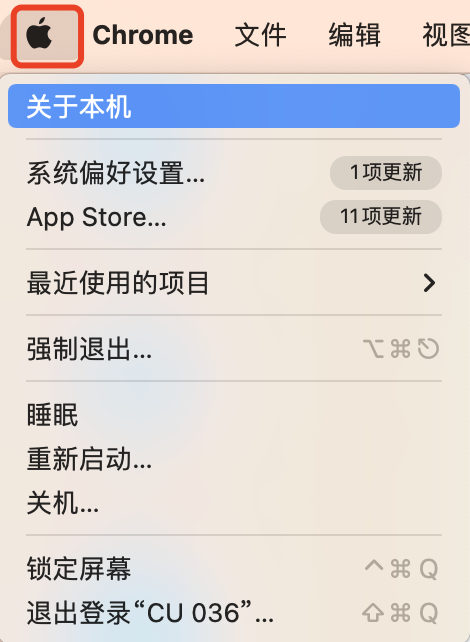 Chrome 文件 编辑 视图
关于本机
系统偏好设置... 1项更新
App Store... 11项更新
最近使用的项目
强制退出... ⌥⌘⎋
睡眠
重新启动...
关机...
锁定屏幕 ^⌘Q
退出登录“CU 036”... ⇧⌘Q